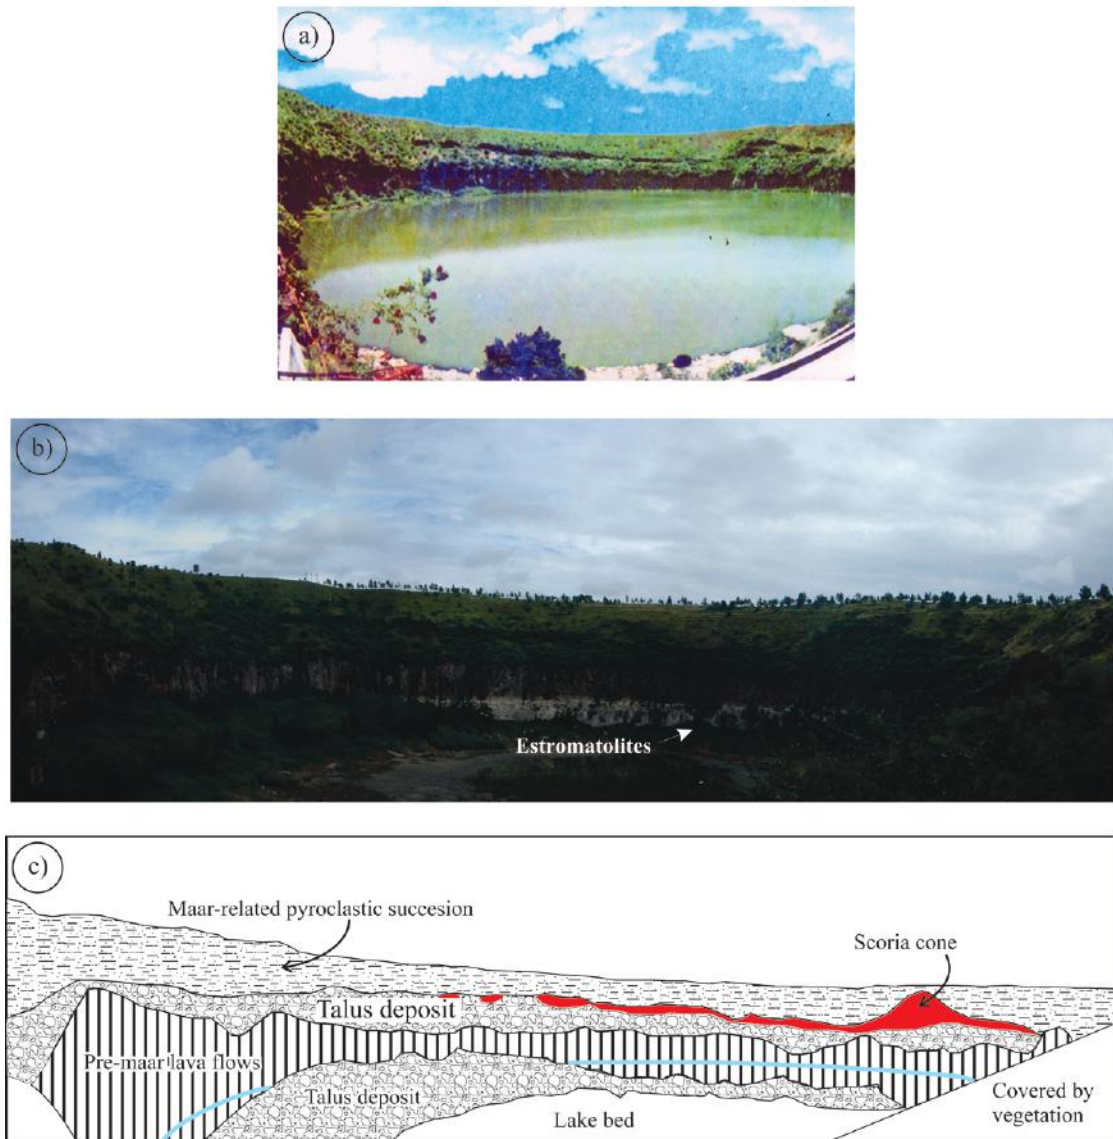 a)
b)
Estromatolites
B
c)
Maar-related pyroclastic succesion
Scoria cone
Talus deposit
Pre-maar lava flows
Talus deposit
Covered by
vegetation
Lake bed